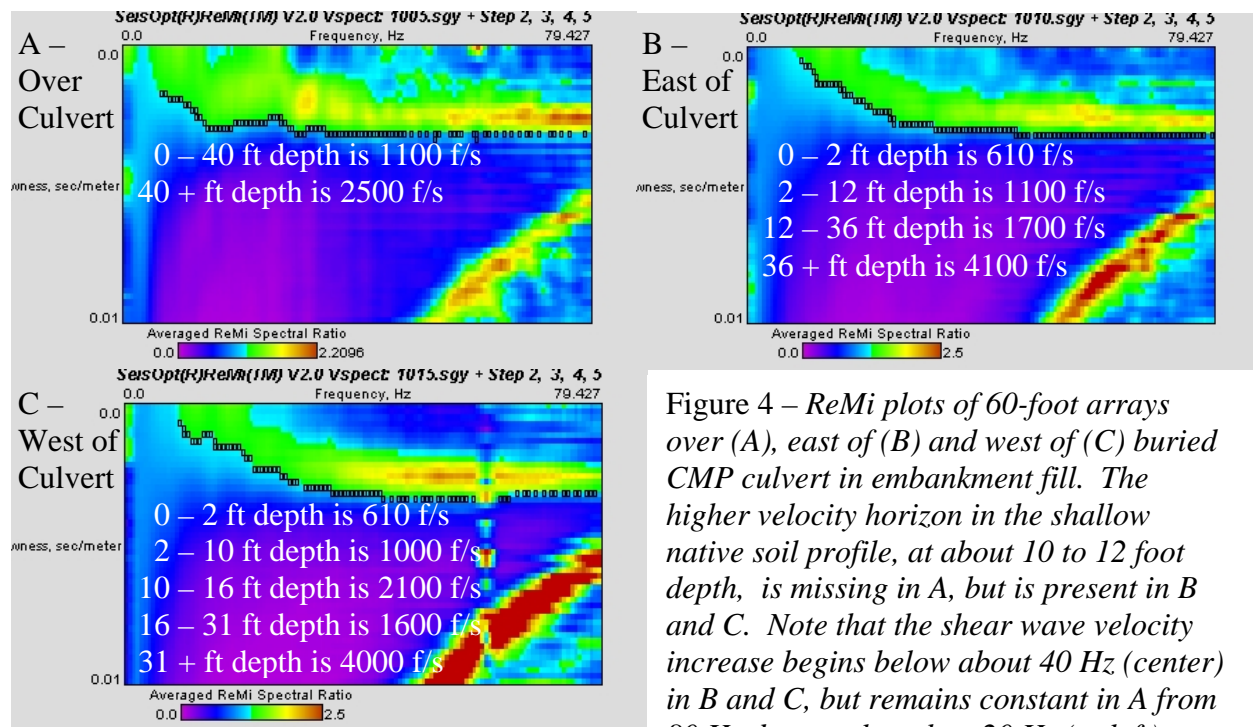 SeisOpt(R)ReMi(TM) V2.0 Vspect: 1005.sgy + Step 2, 3, 4, 5
A – Over Culvert
0.0 Frequency, Hz 79.427
0.0
0 – 40 ft depth is 1100 f/s
40 + ft depth is 2500 f/s
wness, sec/meter
0.01
Averaged ReMi Spectral Ratio
0.0 2.2096
SeisOpt(R)ReMi(TM) V2.0 Vspect: 1010.sgy + Step 2, 3, 4, 5
B – East of Culvert
0.0 Frequency, Hz 79.427
0.0
0 – 2 ft depth is 610 f/s
2 – 12 ft depth is 1100 f/s
12 – 36 ft depth is 1700 f/s
36 + ft depth is 4100 f/s
wness, sec/meter
0.01
Averaged ReMi Spectral Ratio
0.0 2.5
SeisOpt(R)ReMi(TM) V2.0 Vspect: 1015.sgy + Step 2, 3, 4, 5
C – West of Culvert
0.0 Frequency, Hz 79.427
0.0
0 – 2 ft depth is 610 f/s
2 – 10 ft depth is 1000 f/s
10 – 16 ft depth is 2100 f/s
16 – 31 ft depth is 1600 f/s
31 + ft depth is 4000 f/s
wness, sec/meter
0.01
Averaged ReMi Spectral Ratio
0.0 2.5
Figure 4 – ReMi plots of 60-foot arrays
over (A), east of (B) and west of (C) buried
CMP culvert in embankment fill. The
higher velocity horizon in the shallow
native soil profile, at about 10 to 12 foot
depth, is missing in A, but is present in B
and C. Note that the shear wave velocity
increase begins below about 40 Hz (center)
in B and C, but remains constant in A from